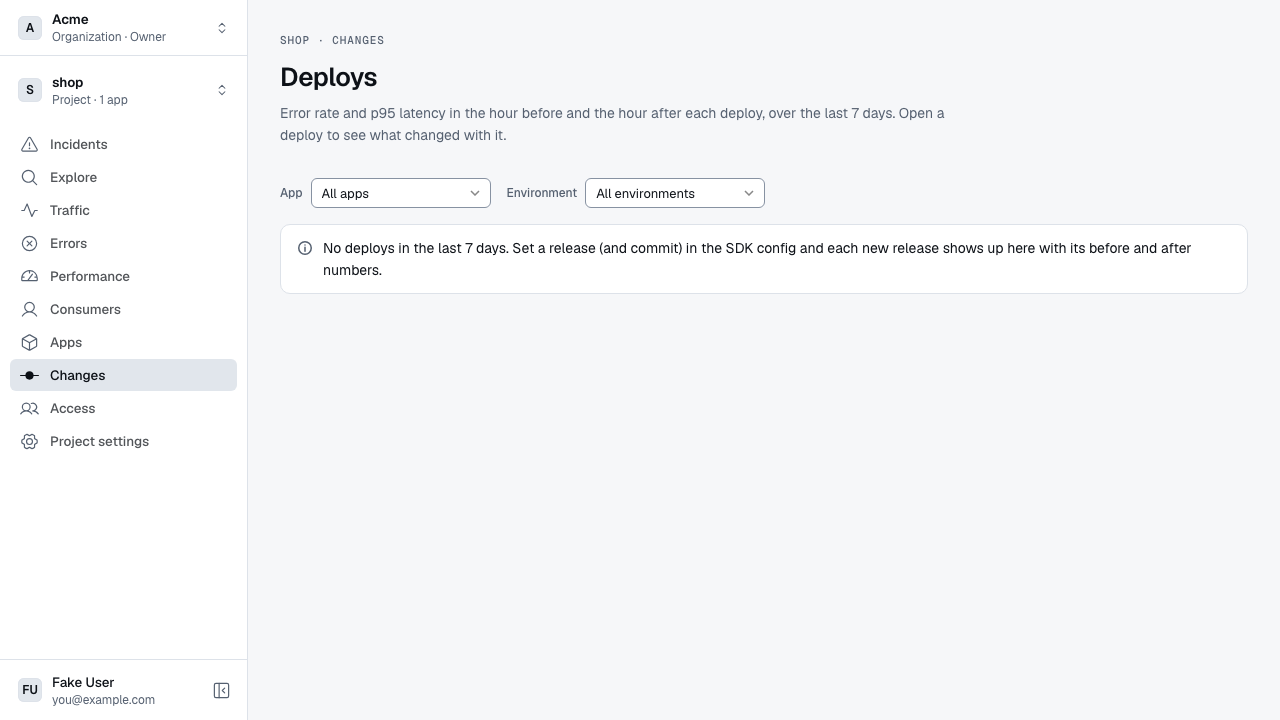 A
Acme
Organization · Owner
S
shop
Project · 1 app
Incidents
Explore
Traffic
Errors
Performance
Consumers
Apps
Changes
Access
Project settings
FU
Fake User
you@example.com
SHOP · CHANGES
Deploys
Error rate and p95 latency in the hour before and the hour after each deploy, over the last 7 days. Open a
deploy to see what changed with it.
App
All apps
Environment
All environments
No deploys in the last 7 days. Set a release (and commit) in the SDK config and each new release shows up here with its before and after
numbers.